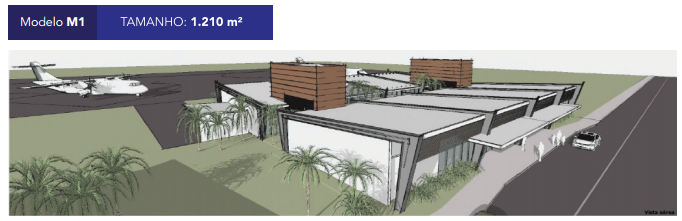 Modelo M1 TAMANHO: 1.210 m²
Vista aérea